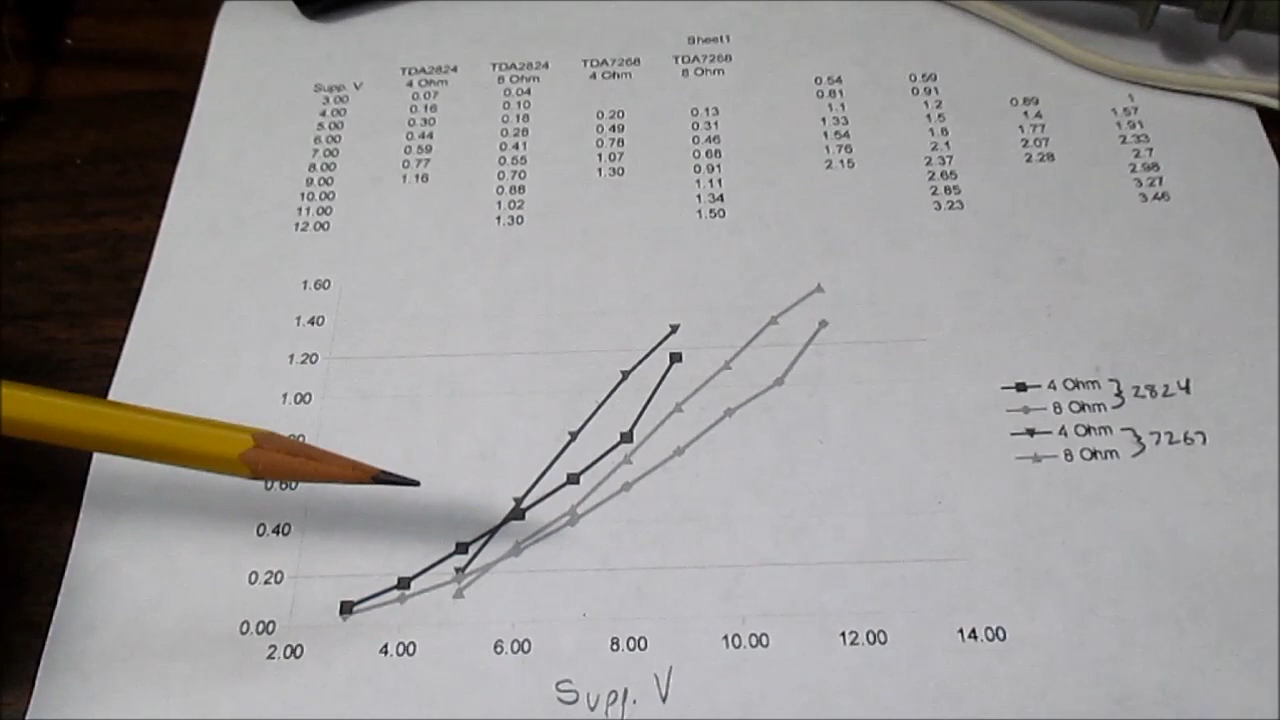 Sheet1
Supp. V TDA2824 4 Ohm TDA2824 8 Ohm TDA7268 4 Ohm TDA7268 8 Ohm
3.00 0.07 0.04 0.54 0.59
4.00 0.16 0.10 0.81 0.91
5.00 0.30 0.18 0.20 0.13 1.1 1.2 0.89 1
6.00 0.44 0.28 0.49 0.31 1.33 1.5 1.4 1.57
7.00 0.59 0.41 0.78 0.46 1.54 1.8 1.77 1.91
8.00 0.77 0.55 1.07 0.68 1.76 2.1 2.07 2.33
9.00 1.16 0.70 1.30 0.91 2.15 2.37 2.28 2.7
10.00 0.88 1.11 2.65 2.98
11.00 1.02 1.34 2.85 3.27
12.00 1.30 1.50 3.23 3.46
1.60
1.40
1.20
1.00
0.60
0.40
0.20
0.00
2.00 4.00 6.00 8.00 10.00 12.00 14.00
Supp. V
4 Ohm } 2824
8 Ohm
4 Ohm } 7267
8 Ohm